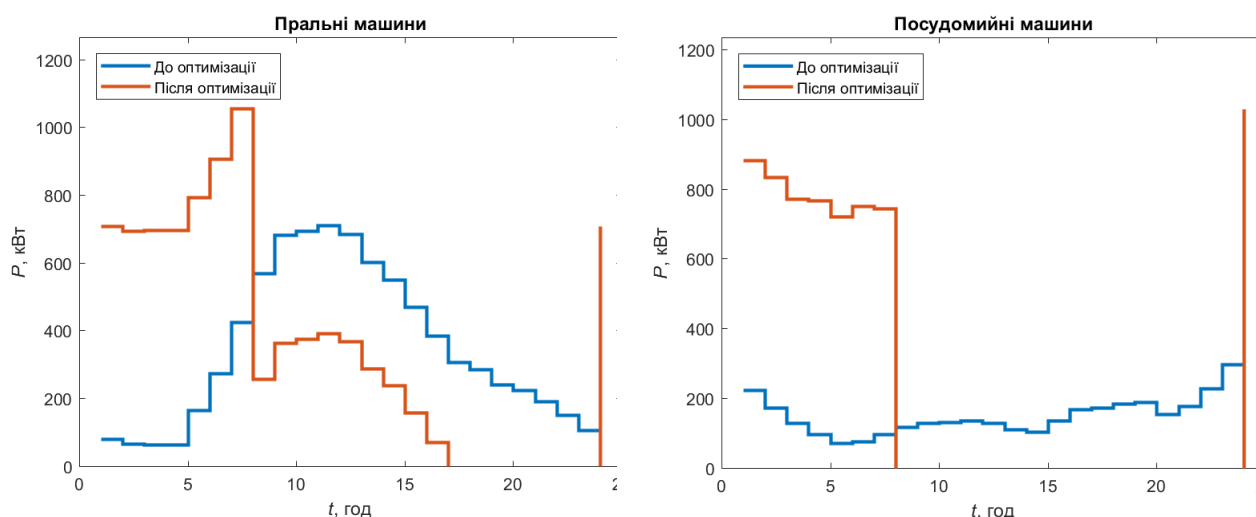 Пральні машини
До оптимізації
Після оптимізації
1200
1000
800
600
400
200
0
P, кВт
0 5 10 15 20
t, год
Посудомийні машини
До оптимізації
Після оптимізації
1200
1000
800
600
400
200
0
P, кВт
0 5 10 15 20
t, год